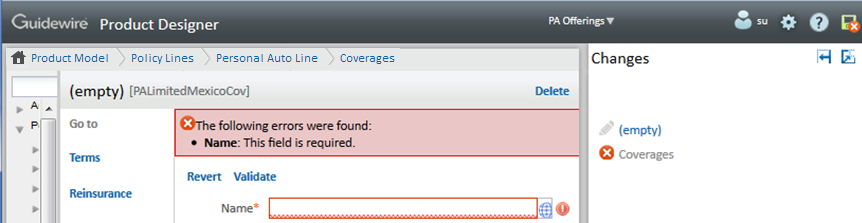 Guidewire Product Designer
PA Offerings
su
Product Model
Policy Lines
Personal Auto Line
Coverages
Changes
(empty) [PALimitedMexicoCov]
Delete
Go to
Terms
Reinsurance
The following errors were found:
Name: This field is required.
Revert Validate
Name*
(empty)
Coverages